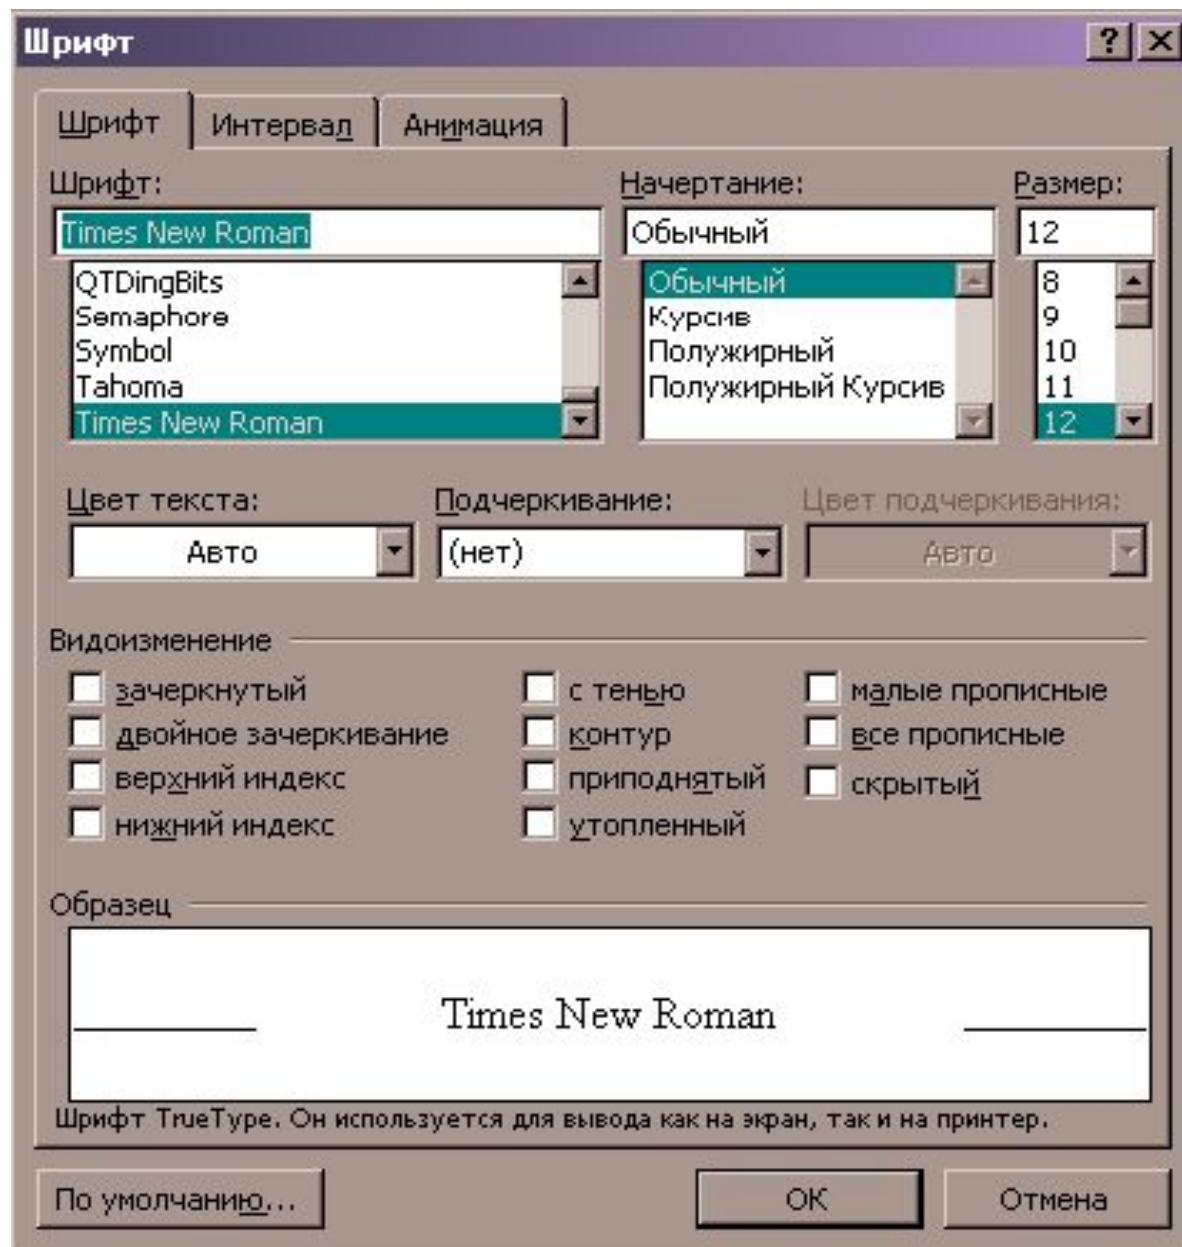 Шрифт
Шрифт Интервал Анимация
Шрифт: Начертание: Размер:
Times New Roman Обычный 12
QTDingBits Обычный 8
Semaphore Курсив 9
Symbol Полужирный 10
Tahoma Полужирный Курсив 11
Times New Roman 12
Цвет текста: Подчеркивание: Цвет подчеркивания:
Авто (нет) Авто
Видоизменение
зачеркнутый с тенью малые прописные
двойное зачеркивание контур все прописные
верхний индекс приподнятый скрытый
нижний индекс утопленный
Образец
Times New Roman
Шрифт TrueType. Он используется для вывода как на экран, так и на принтер.
По умолчанию... ОК Отмена